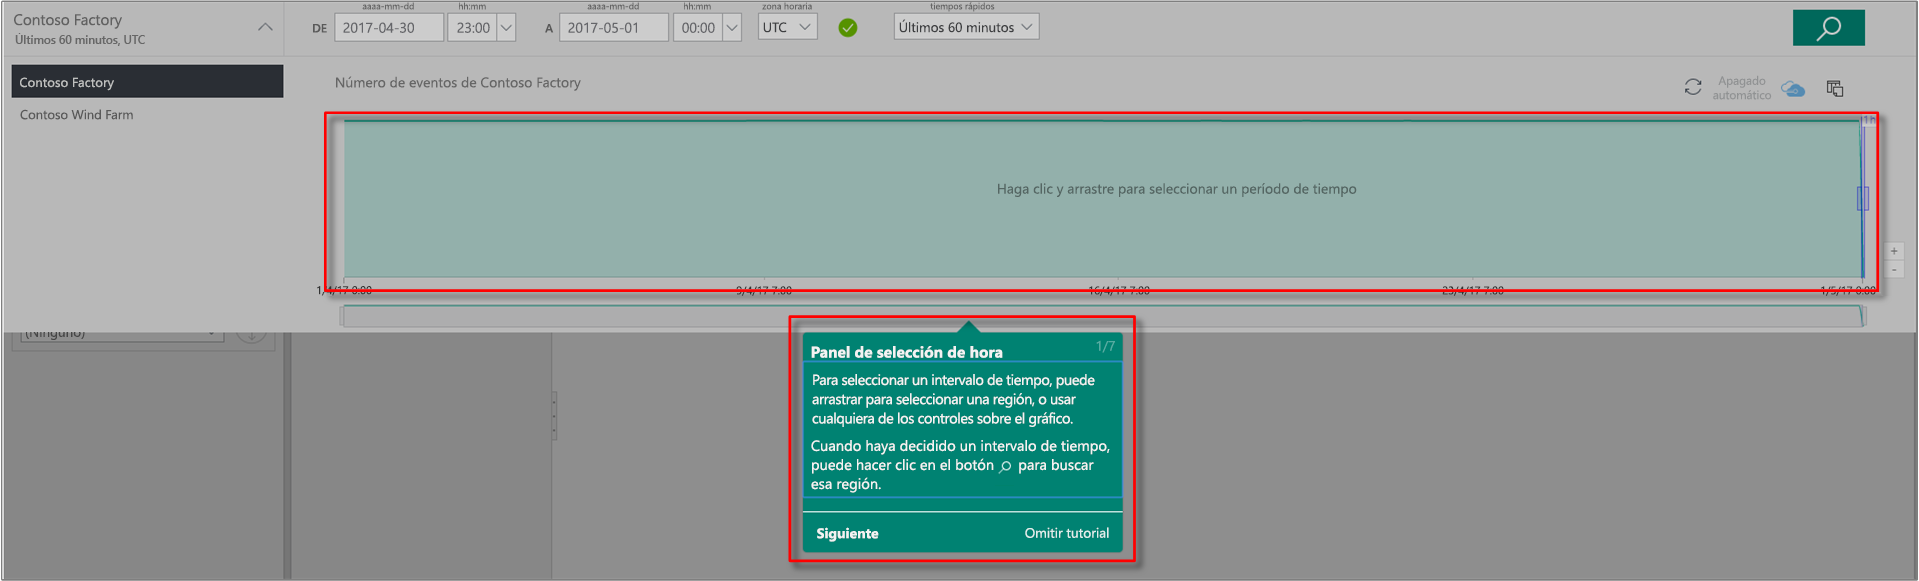 Contoso Factory
Últimos 60 minutos, UTC
Contoso Factory
Contoso Wind Farm
aaaa-mm-dd
hh:mm
aaaa-mm-dd
hh:mm
zona horaria
tiempos rápidos
DE
2017-04-30
23:00
A
2017-05-01
00:00
UTC
Últimos 60 minutos
Número de eventos de Contoso Factory
Apagado
automático
1h
Haga clic y arrastre para seleccionar un período de tiempo
+
-
1/4/17 0:00
9/4/17 7:00
16/4/17 7:00
23/4/17 7:00
1/5/17 0:00
(Ninguno)
Panel de selección de hora
1/7
Para seleccionar un intervalo de tiempo, puede
arrastrar para seleccionar una región, o usar
cualquiera de los controles sobre el gráfico.
Cuando haya decidido un intervalo de tiempo,
puede hacer clic en el botón para buscar
esa región.
Siguiente
Omitir tutorial